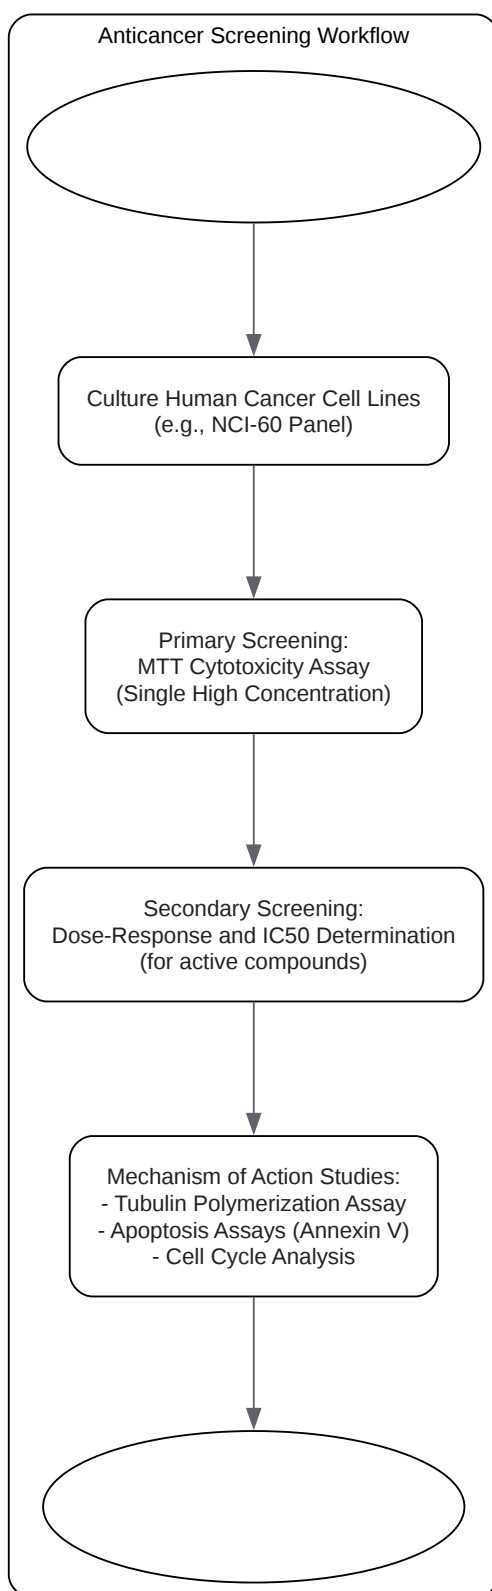 Anticancer Screening Workflow
Culture Human Cancer Cell Lines
(e.g., NCI-60 Panel)
Primary Screening:
MTT Cytotoxicity Assay
(Single High Concentration)
Secondary Screening:
Dose-Response and IC50 Determination
(for active compounds)
Mechanism of Action Studies:
- Tubulin Polymerization Assay
- Apoptosis Assays (Annexin V)
- Cell Cycle Analysis